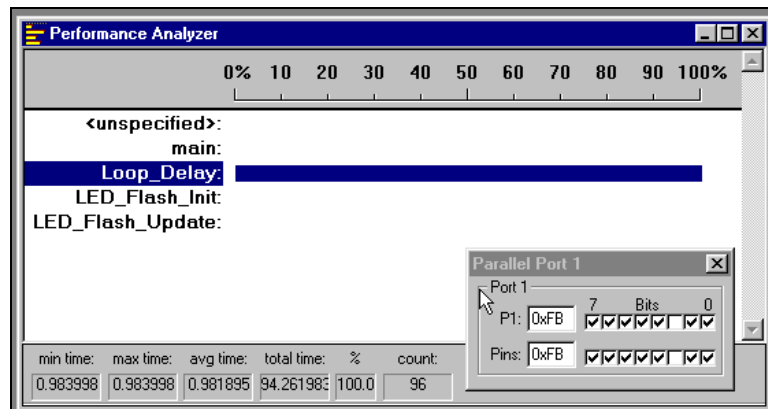 Performance Analyzer
0% 10 20 30 40 50 60 70 80 90 100%
<unspecified>:
main:
Loop_Delay:
LED_Flash_Init:
LED_Flash_Update:
Parallel Port 1
Port 1
7 Bits 0
P1: 0xFB
Pins: 0xFB
min time: max time: avg time: total time: % count:
0.983998 0.983998 0.981895 94.261983 100.0 96